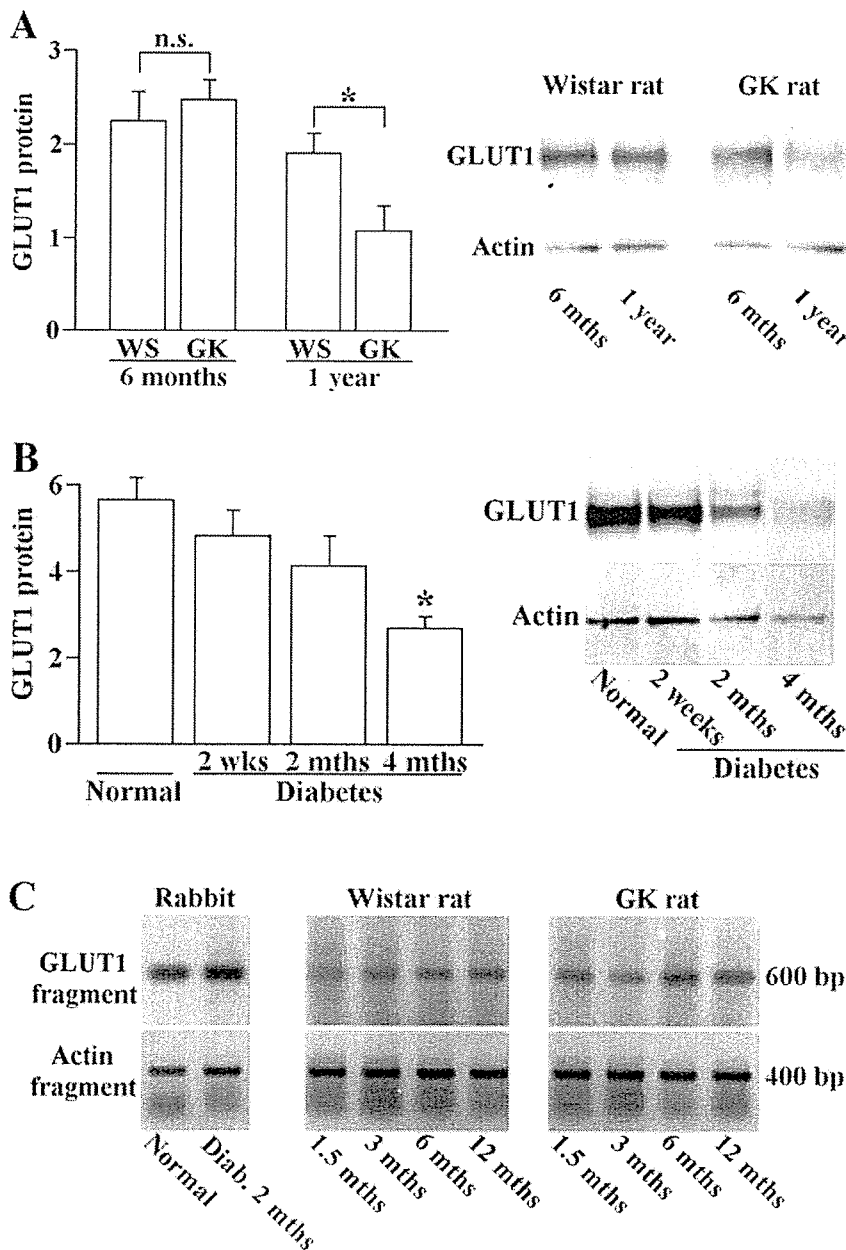 A
n.s.
*
3
2
1
0
GLUT1 protein
WS GK WS GK
6 months 1 year
Wistar rat GK rat
GLUT1
Actin
6 mths 1 year 6 mths 1 year
B
6
4
2
0
GLUT1 protein
*
2 wks 2 mths 4 mths
Normal Diabetes
GLUT1
Actin
Normal 2 weeks 2 mths 4 mths
Diabetes
C
Rabbit Wistar rat GK rat
GLUT1 fragment 600 bp
Actin fragment 400 bp
Normal Diab. 2 mths 1.5 mths 3 mths 6 mths 12 mths 1.5 mths 3 mths 6 mths 12 mths